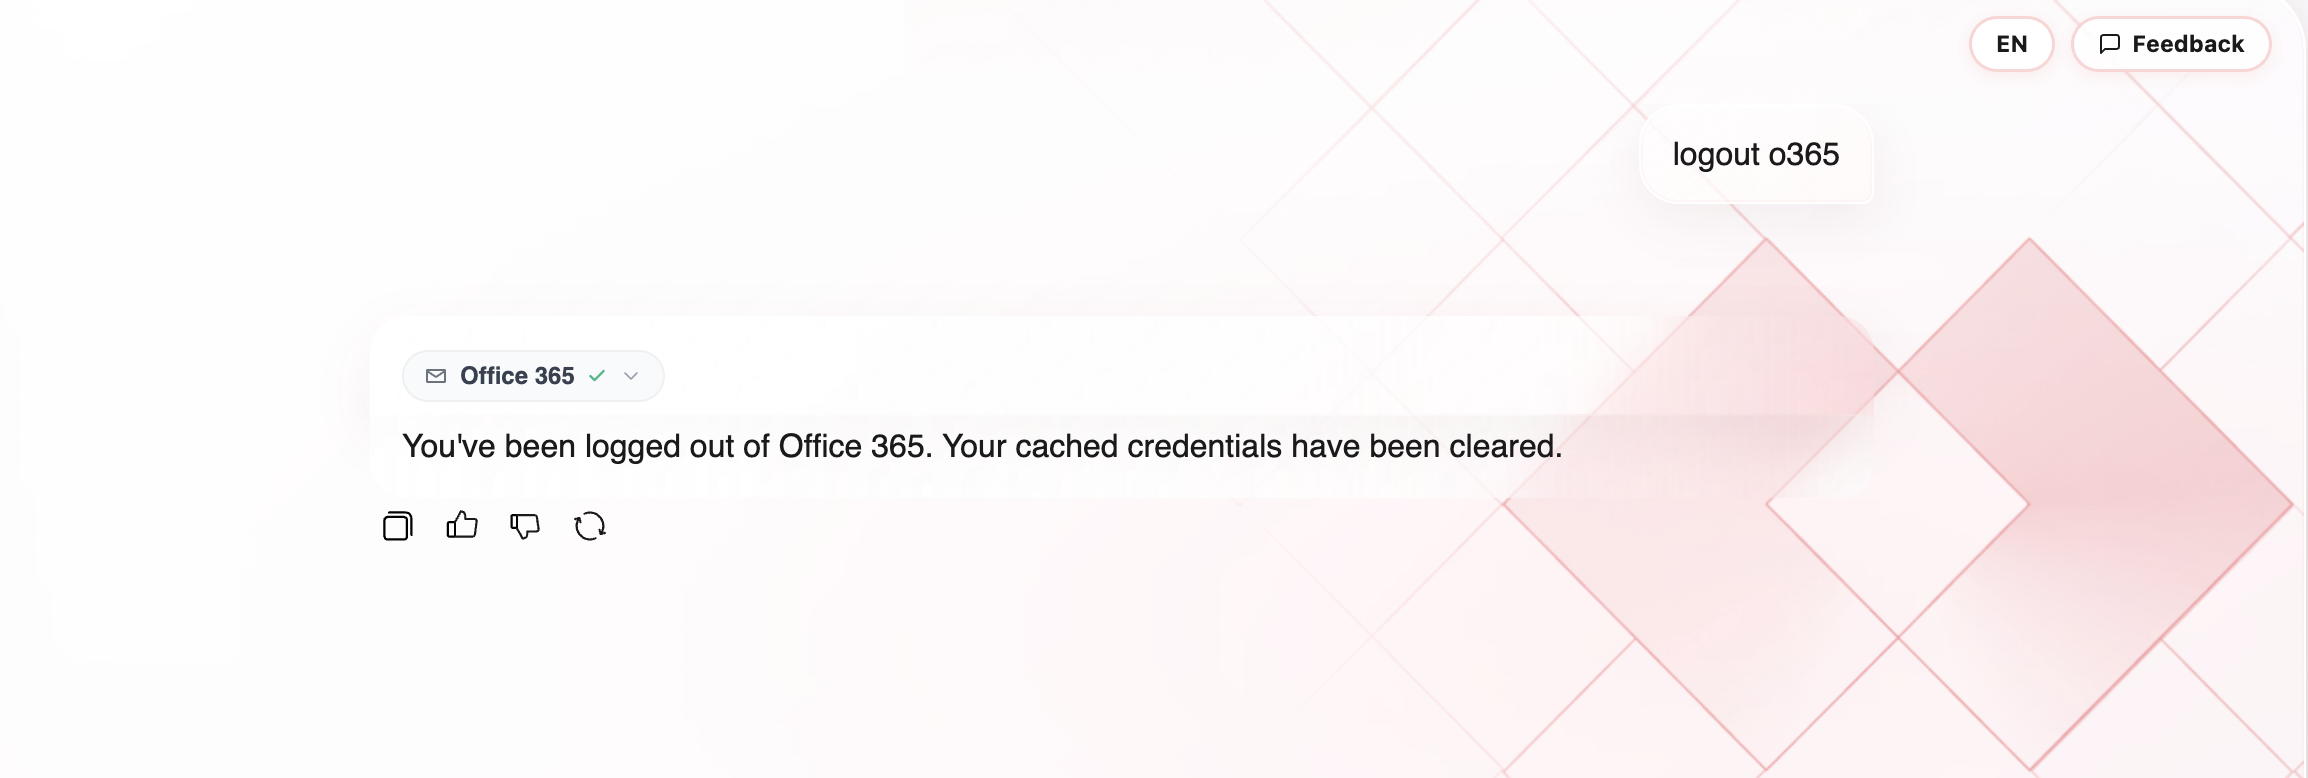 EN
Feedback
logout o365
Office 365
You've been logged out of Office 365. Your cached credentials have been cleared.